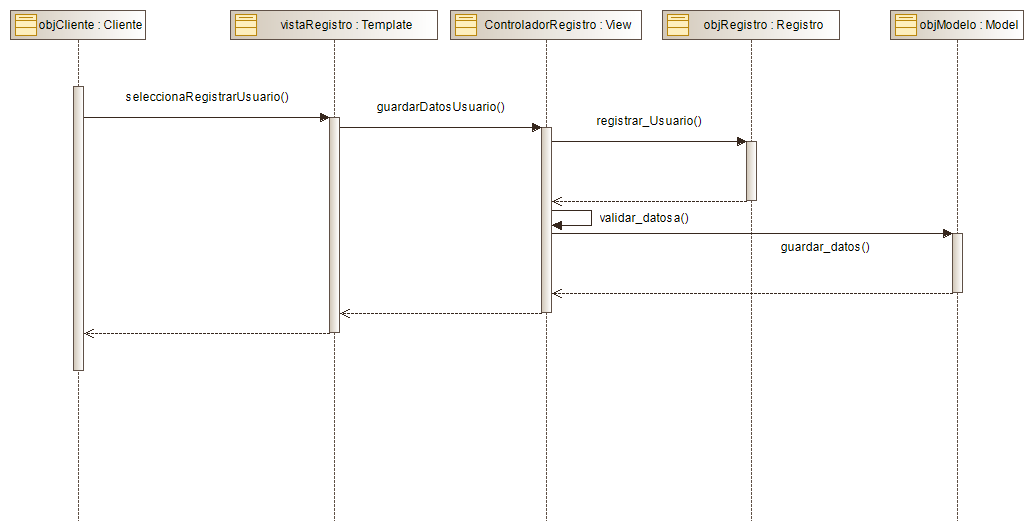 objCliente : Cliente
vistaRegistro : Template
ControladorRegistro : View
objRegistro : Registro
objModelo : Model
seleccionaRegistrarUsuario()
guardarDatosUsuario()
registrar_Usuario()
validar_datosa()
guardar_datos()